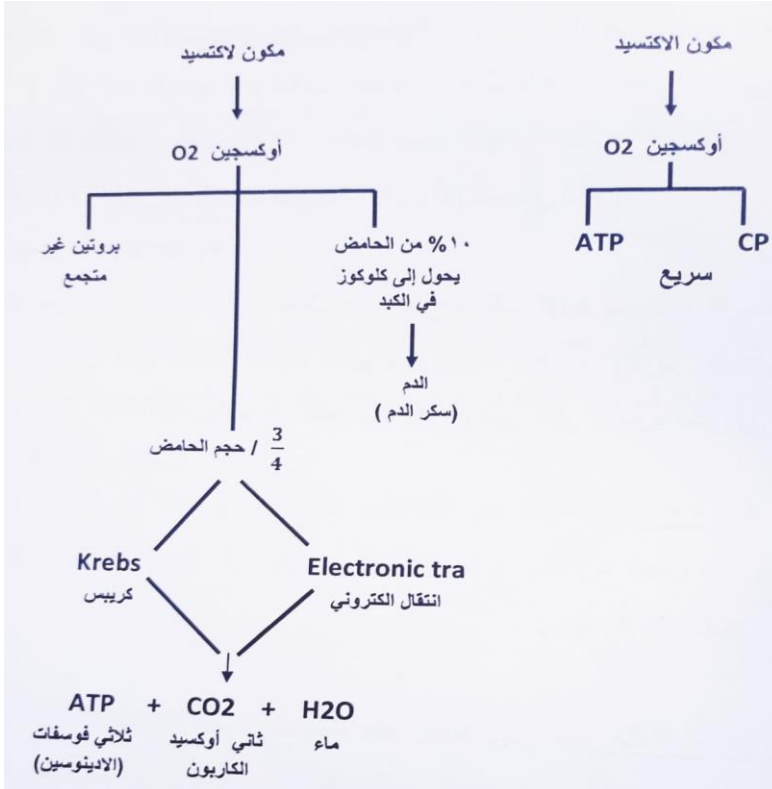 مكون الاكتسيد
أوكسجين O2
ATP
CP
سريع
مكون لاكتسيد
أوكسجين O2
١٠% من الحامض
يحول إلى كلوكوز
في الكبد
الدم
(سكر الدم )
بروتين غير
متجمع
3/4 / حجم الحامض
Krebs
كريبس
Electronic tra
انتقال الكتروني
ATP + CO2 + H2O
ثلاثي فوسفات
(الادينوسين)
ثاني أوكسيد
الكاربون
ماء